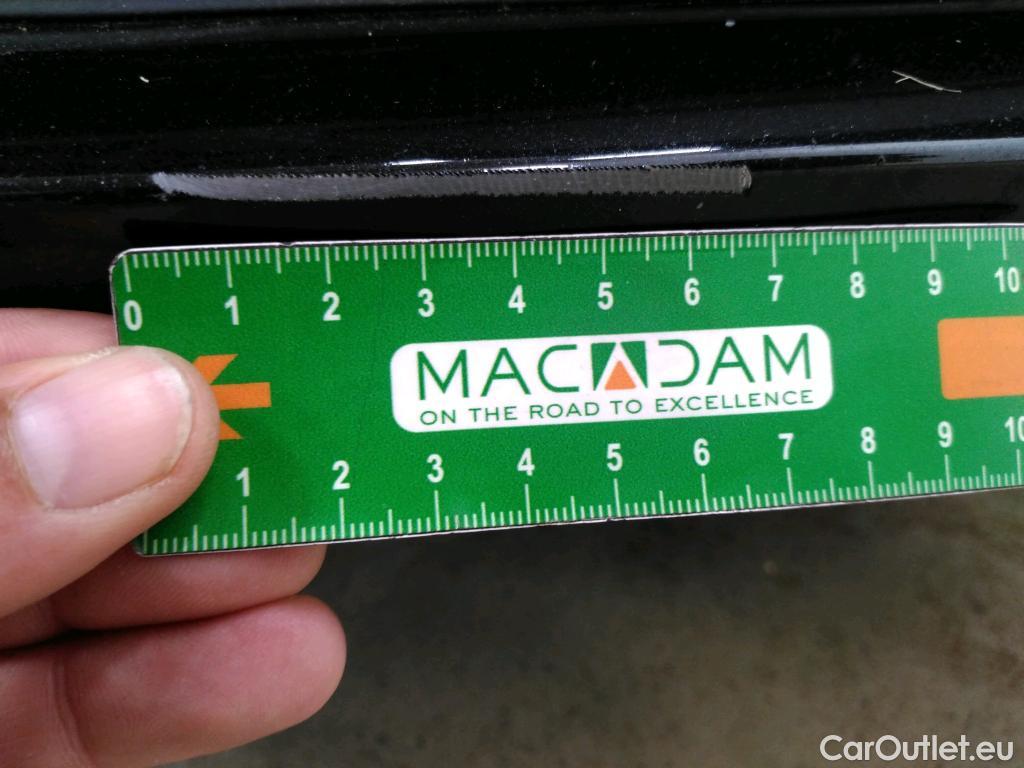 0 1 2 3 4 5 6 7 8 9 10
MACADAM
ON THE ROAD TO EXCELLENCE
1 2 3 4 5 6 7 8 9 10
CarOutlet.eu